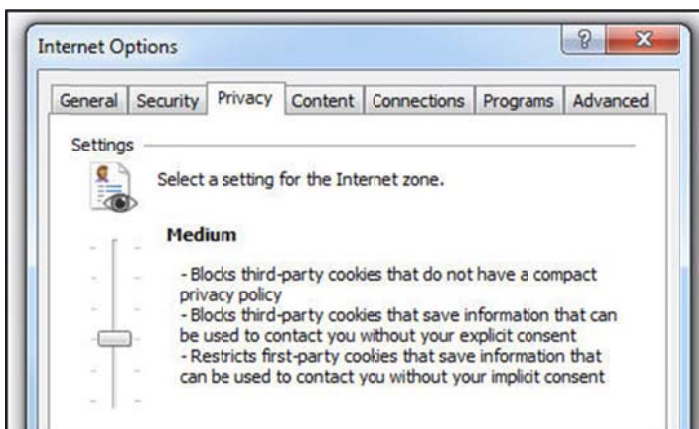 Internet Options
General Security Privacy Content Connections Programs Advanced
Settings
Select a setting for the Internet zone.
Medium
- Blocks third-party cookies that do not have a compact
privacy policy
- Blocks third-party cookies that save information that can
be used to contact you without your explicit consent
- Restricts first-party cookies that save information that
can be used to contact you without your implicit consent